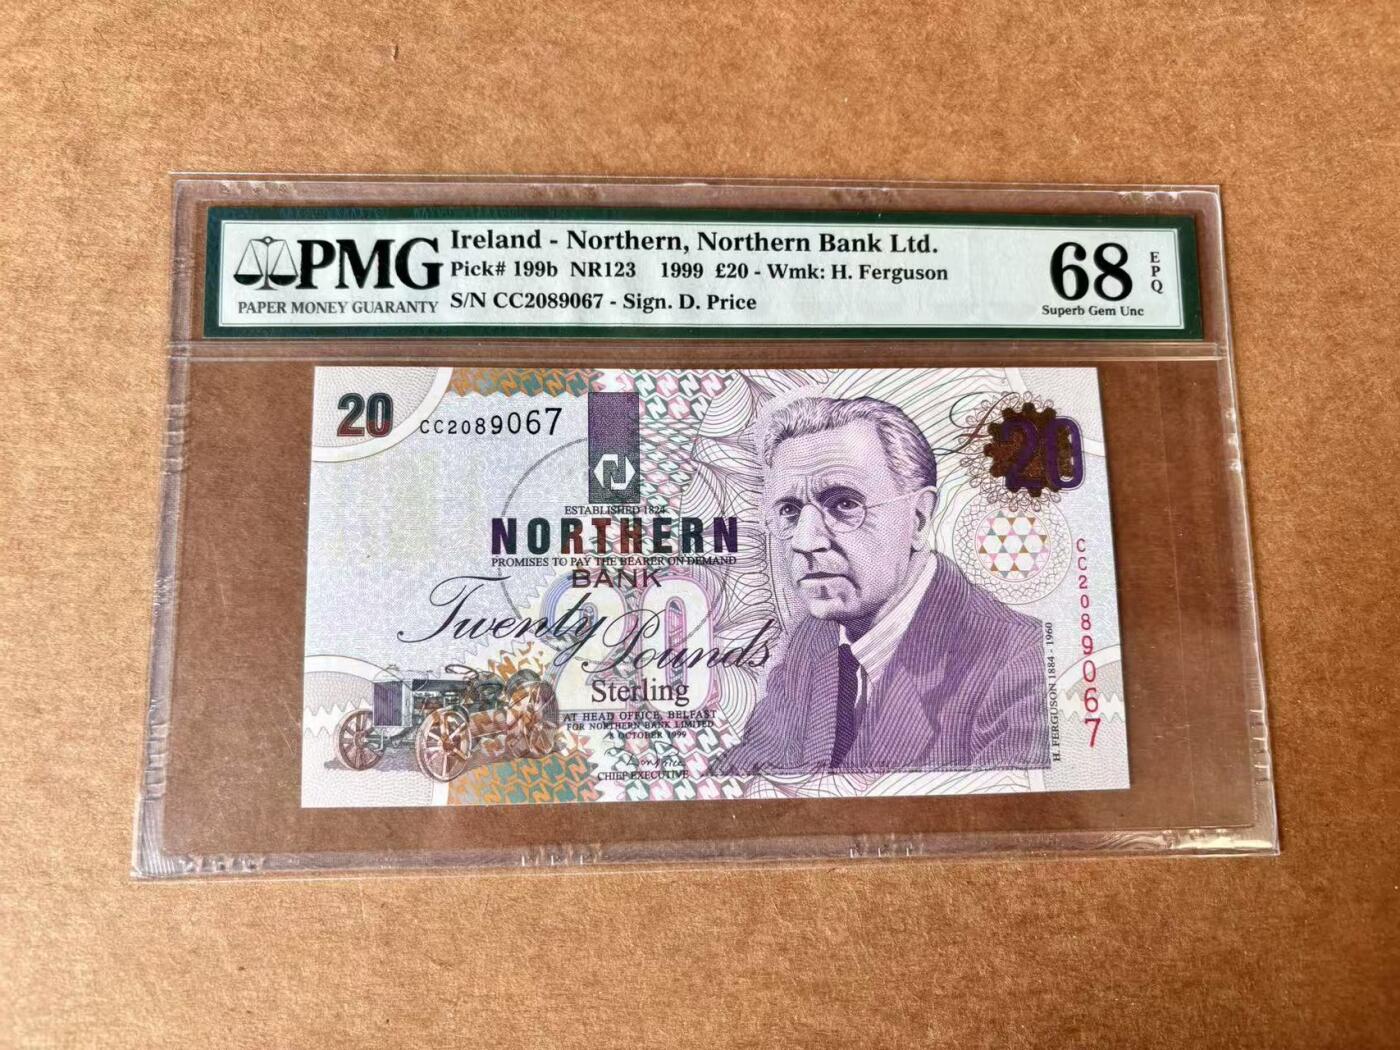 PMG
PAPER MONEY GUARANTY
Ireland - Northern, Northern Bank Ltd.
Pick# 199b NR123 1999 £20 - Wmk: H. Ferguson
S/N CC2089067 - Sign. D. Price
68
EPQ
Superb Gem Unc
20
CC2089067
£20
ESTABLISHED 1824
NORTHERN
PROMISES TO PAY THE BEARER ON DEMAND
BANK
20
Twenty Pounds
Sterling
AT HEAD OFFICE, BELFAST
FOR NORTHERN BANK LIMITED
8 OCTOBER 1999
CHIEF EXECUTIVE
H. FERGUSON 1884 - 1960
CC2089067